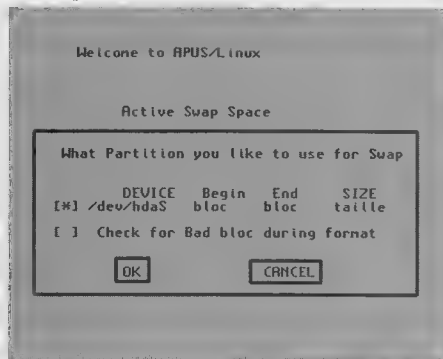 Welcome to APUS/Linux
Active Swap Space
What Partition you like to use for Swap
DEVICE Begin End SIZE
[*] /dev/hdaS bloc bloc taille
[ ] Check for Bad bloc during format
OK CANCEL